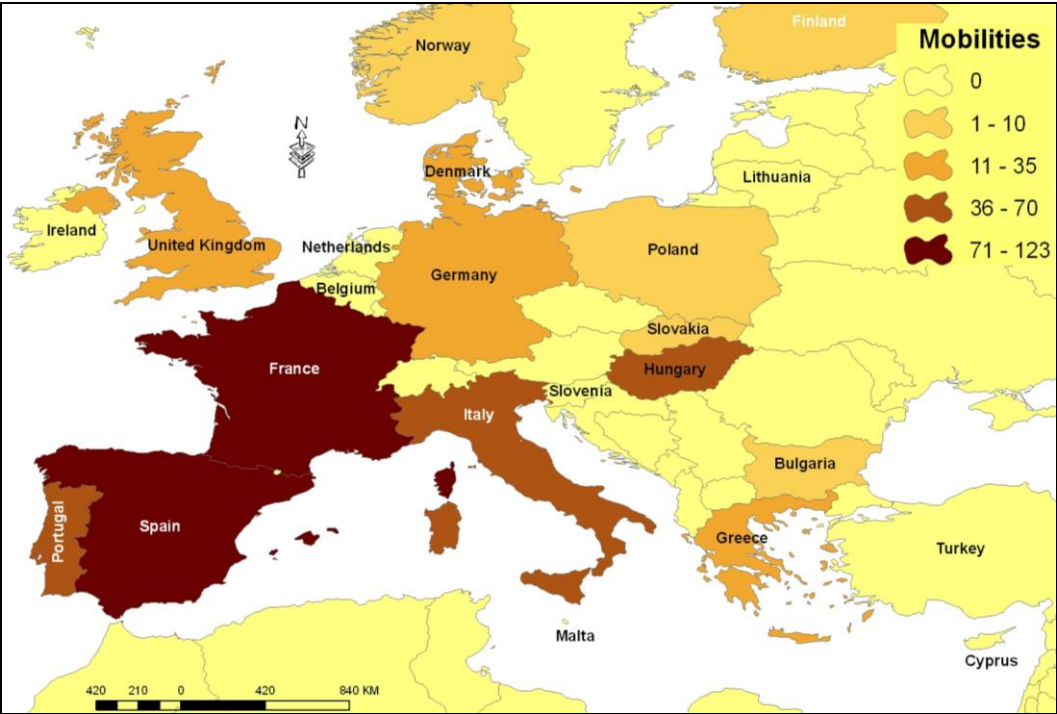 Finland
Norway
Mobilities
0
1 - 10
11 - 35
36 - 70
71 - 123
N
Denmark
Lithuania
Ireland
United Kingdom
Netherlands
Poland
Germany
Belgium
Slovakia
France
Hungary
Slovenia
Italy
Bulgaria
Portugal
Spain
Greece
Turkey
Malta
Cyprus
420 210 0 420 840 KM